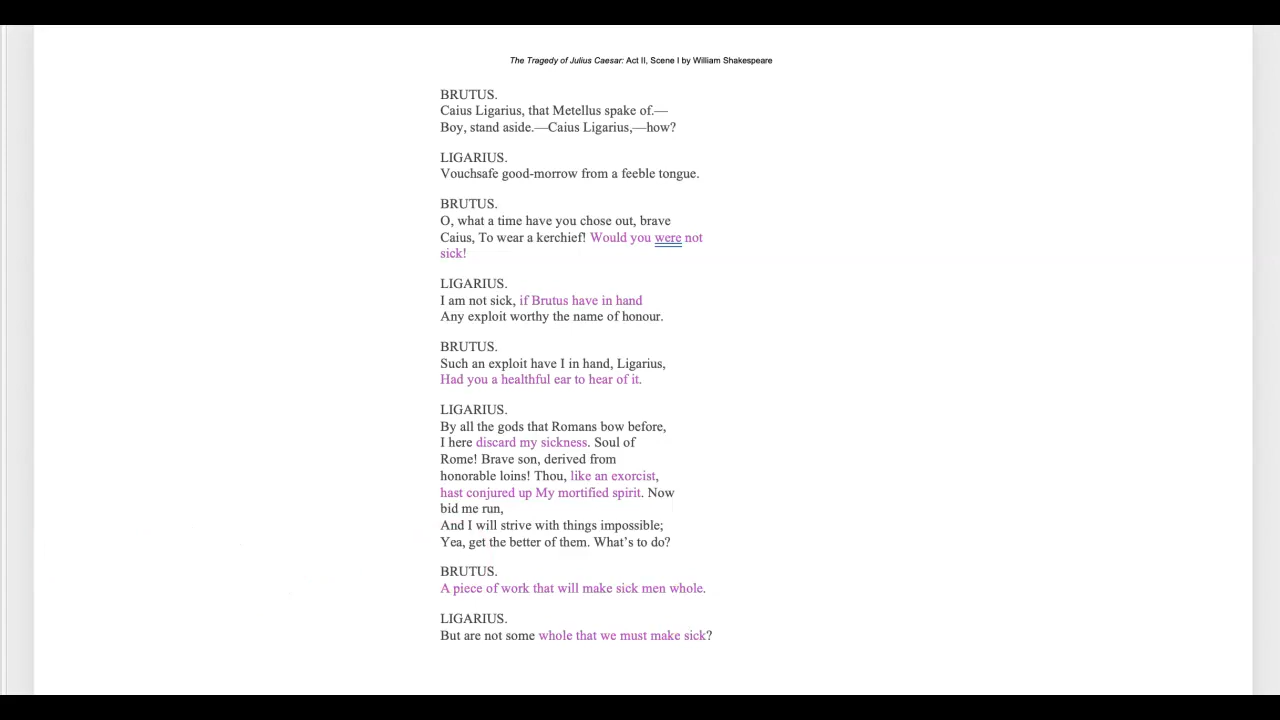 The Tragedy of Julius Caesar: Act II, Scene I by William Shakespeare
BRUTUS.
Caius Ligarius, that Metellus spake of.—
Boy, stand aside.—Caius Ligarius,—how?
LIGARIUS.
Vouchsafe good-morrow from a feeble tongue.
BRUTUS.
O, what a time have you chose out, brave
Caius, To wear a kerchief! Would you were not
sick!
LIGARIUS.
I am not sick, if Brutus have in hand
Any exploit worthy the name of honour.
BRUTUS.
Such an exploit have I in hand, Ligarius,
Had you a healthful ear to hear of it.
LIGARIUS.
By all the gods that Romans bow before,
I here discard my sickness. Soul of
Rome! Brave son, derived from
honorable loins! Thou, like an exorcist,
hast conjured up My mortified spirit. Now
bid me run,
And I will strive with things impossible;
Yea, get the better of them. What’s to do?
BRUTUS.
A piece of work that will make sick men whole.
LIGARIUS.
But are not some whole that we must make sick?